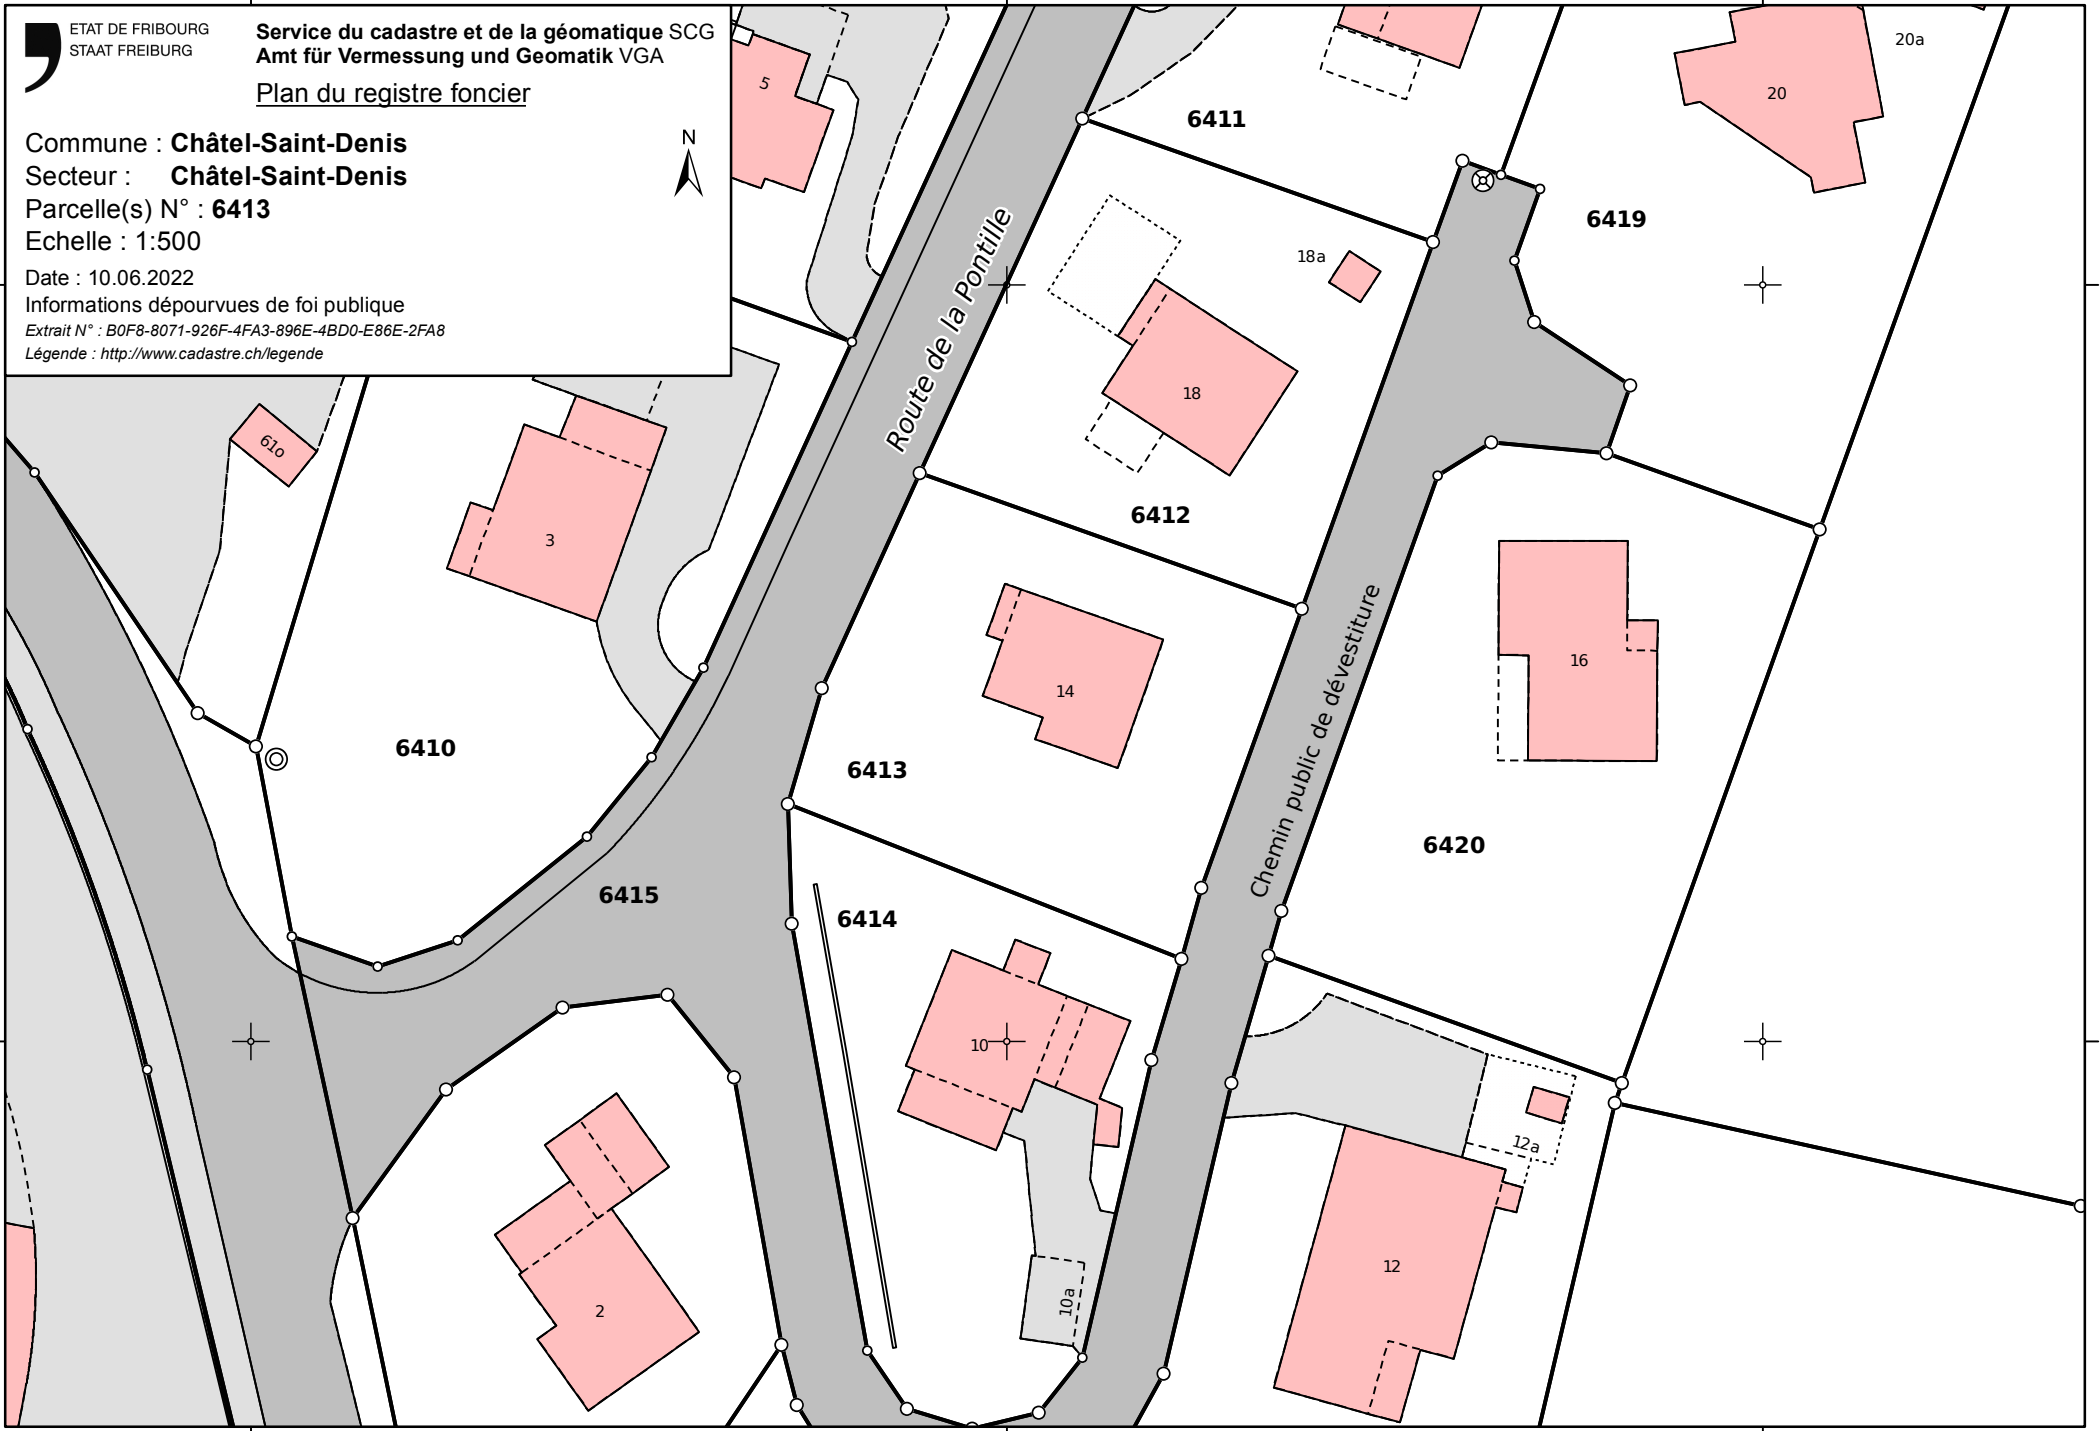 ETAT DE FRIBOURG
STAAT FREIBURG
Service du cadastre et de la géomatique SCG
Amt für Vermessung und Geomatik VGA
Plan du registre foncier
Commune : Châtel-Saint-Denis
Secteur : Châtel-Saint-Denis
Parcelle(s) N° : 6413
Echelle : 1:500
Date : 10.06.2022
Informations dépourvues de foi publique
Extrait N° : B0F8-8071-926F-4FA3-896E-4BD0-E86E-2FA8
Légende : http://www.cadastre.ch/legende
N
5
20a
20
6411
6419
18a
Route de la Pontille
18
61o
3
6412
Chemin public de dévestiture
16
14
6410
6413
6420
6415
6414
10
12a
12
10a
2